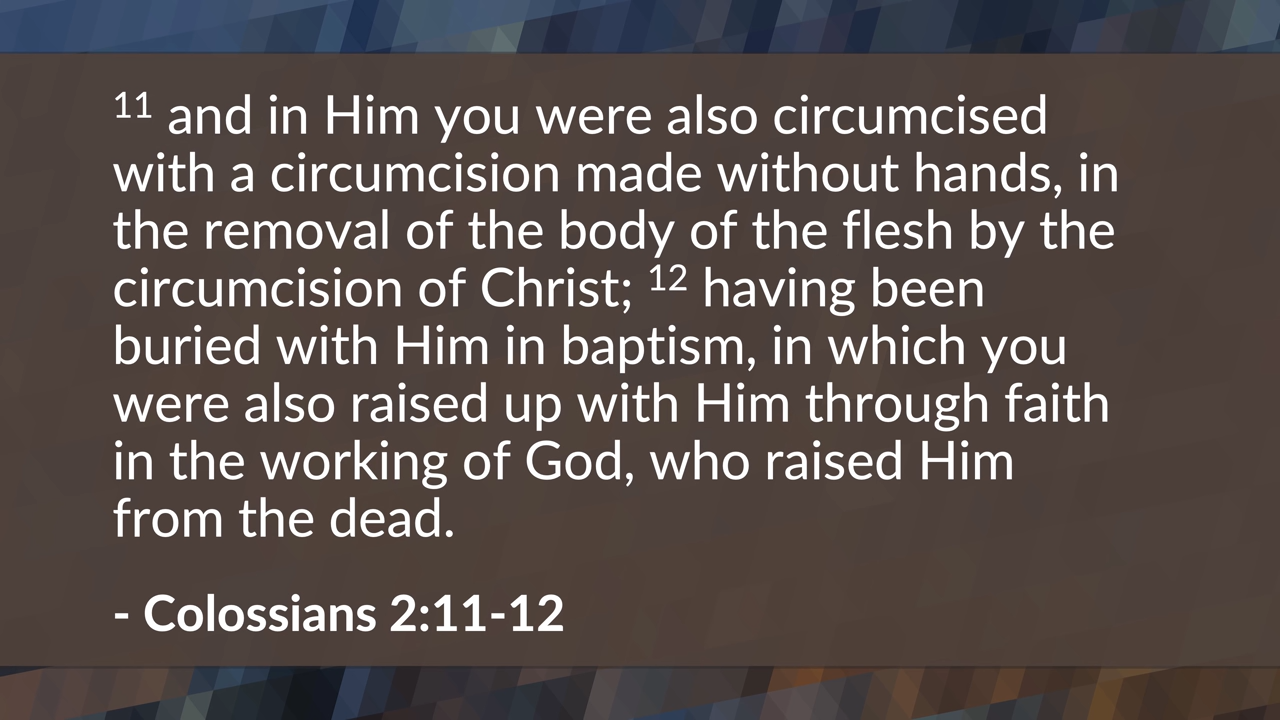 11 and in Him you were also circumcised
with a circumcision made without hands, in
the removal of the body of the flesh by the
circumcision of Christ; 12 having been
buried with Him in baptism, in which you
were also raised up with Him through faith
in the working of God, who raised Him
from the dead.
- Colossians 2:11-12